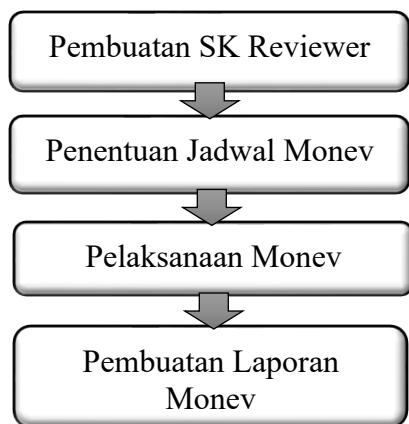 Pembuatan SK Reviewer
Penentuan Jadwal Monev
Pelaksanaan Monev
Pembuatan Laporan
Monev